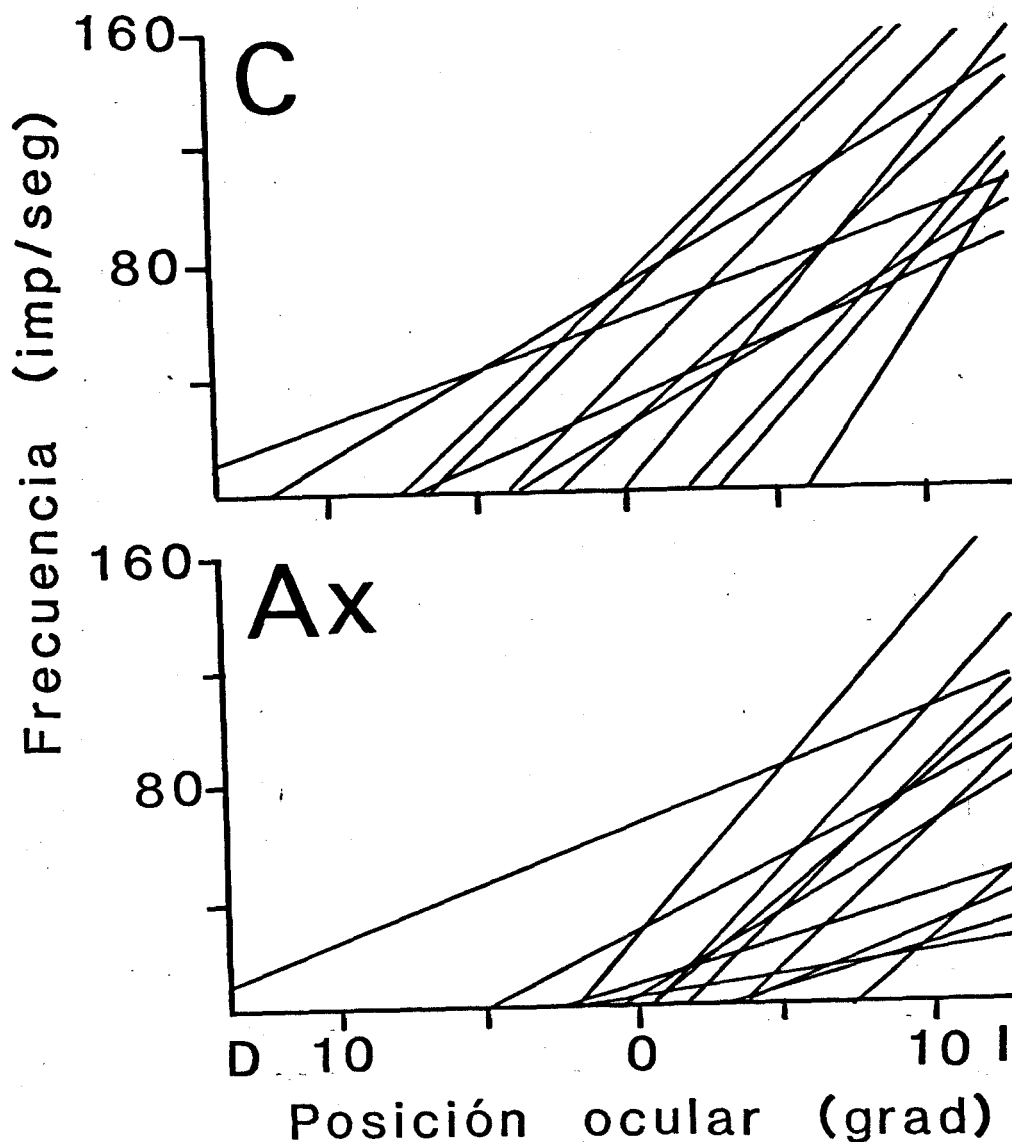 160
C
80
160
Ax
80
Frecuencia (imp/seg)
D 10 0 10 I
Posición ocular (grad)